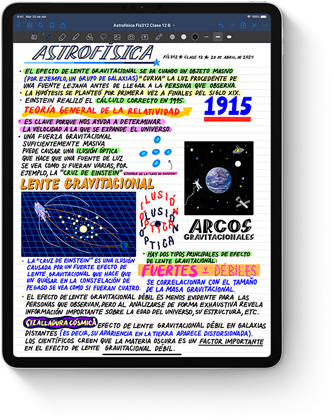 9:41 Mar. 20 de abr.
Astrofísica Fis312 Clase 12
ASTROFÍSICA
FIS312 ☆ CLASE 12 ☆ 20 DE ABRIL DE 2021
• EL EFECTO DE LENTE GRAVITACIONAL SE DA CUANDO UN OBJETO MASIVO
(POR EJEMPLO, UN GRUPO DE GALAXIAS) "CURVA" LA LUZ PROCEDENTE DE
UNA FUENTE LEJANA ANTES DE LLEGAR A LA PERSONA QUE OBSERVA.
• LA HIPÓTESIS SE PLANTEÓ POR PRIMERA VEZ A FINALES DEL SIGLO XIX.
• EINSTEIN REALIZÓ EL CÁLCULO CORRECTO EN 1915:
TEORÍA GENERAL DE LA RELATIVIDAD
1915
• ES CLAVE PORQUE NOS AYUDA A DETERMINAR
LA VELOCIDAD A LA QUE SE EXPANDE EL UNIVERSO.
• UNA FUERZA GRAVITACIONAL
SUFICIENTEMENTE MASIVA
PUEDE CAUSAR UNA ILUSIÓN ÓPTICA
QUE HACE QUE UNA FUENTE DE LUZ
SE VEA COMO SI FUERAN VARIAS, POR
EJEMPLO, LA "CRUZ DE EINSTEIN"
LENTE GRAVITACIONAL
ILUSIÓN
ÓPTICA
ARCOS
GRAVITACIONALES
• LA "CRUZ DE EINSTEIN" ES UNA ILUSIÓN
CAUSADA POR UN FUERTE EFECTO DE
LENTE GRAVITACIONAL QUE HACE QUE
UN QUÁSAR EN LA CONSTELACIÓN DE
PEGASO SE VEA COMO SI FUERAN CUATRO.
• HAY DOS TIPOS PRINCIPALES DE EFECTO
DE LENTE GRAVITACIONAL:
FUERTES Y DÉBILES
SE CORRELACIONAN CON EL TAMAÑO
DE LA MASA GRAVITACIONAL.
• EL EFECTO DE LENTE GRAVITACIONAL DÉBIL ES MENOS EVIDENTE PARA LAS
PERSONAS QUE OBSERVAN, PERO AL ANALIZARSE DE FORMA EXHAUSTIVA REVELA
INFORMACIÓN IMPORTANTE SOBRE LA EDAD DEL UNIVERSO, SU ESTRUCTURA, ETC.
CIZALLADURA CÓSMICA
EFECTO DE LENTE GRAVITACIONAL DÉBIL EN GALAXIAS
DISTANTES (ES DECIR, SU APARIENCIA EN LA TIERRA APARECE DISTORSIONADA).
LOS CIENTÍFICOS CREEN QUE LA MATERIA OSCURA ES UN FACTOR IMPORTANTE
EN EL EFECTO DE LENTE GRAVITACIONAL DÉBIL.